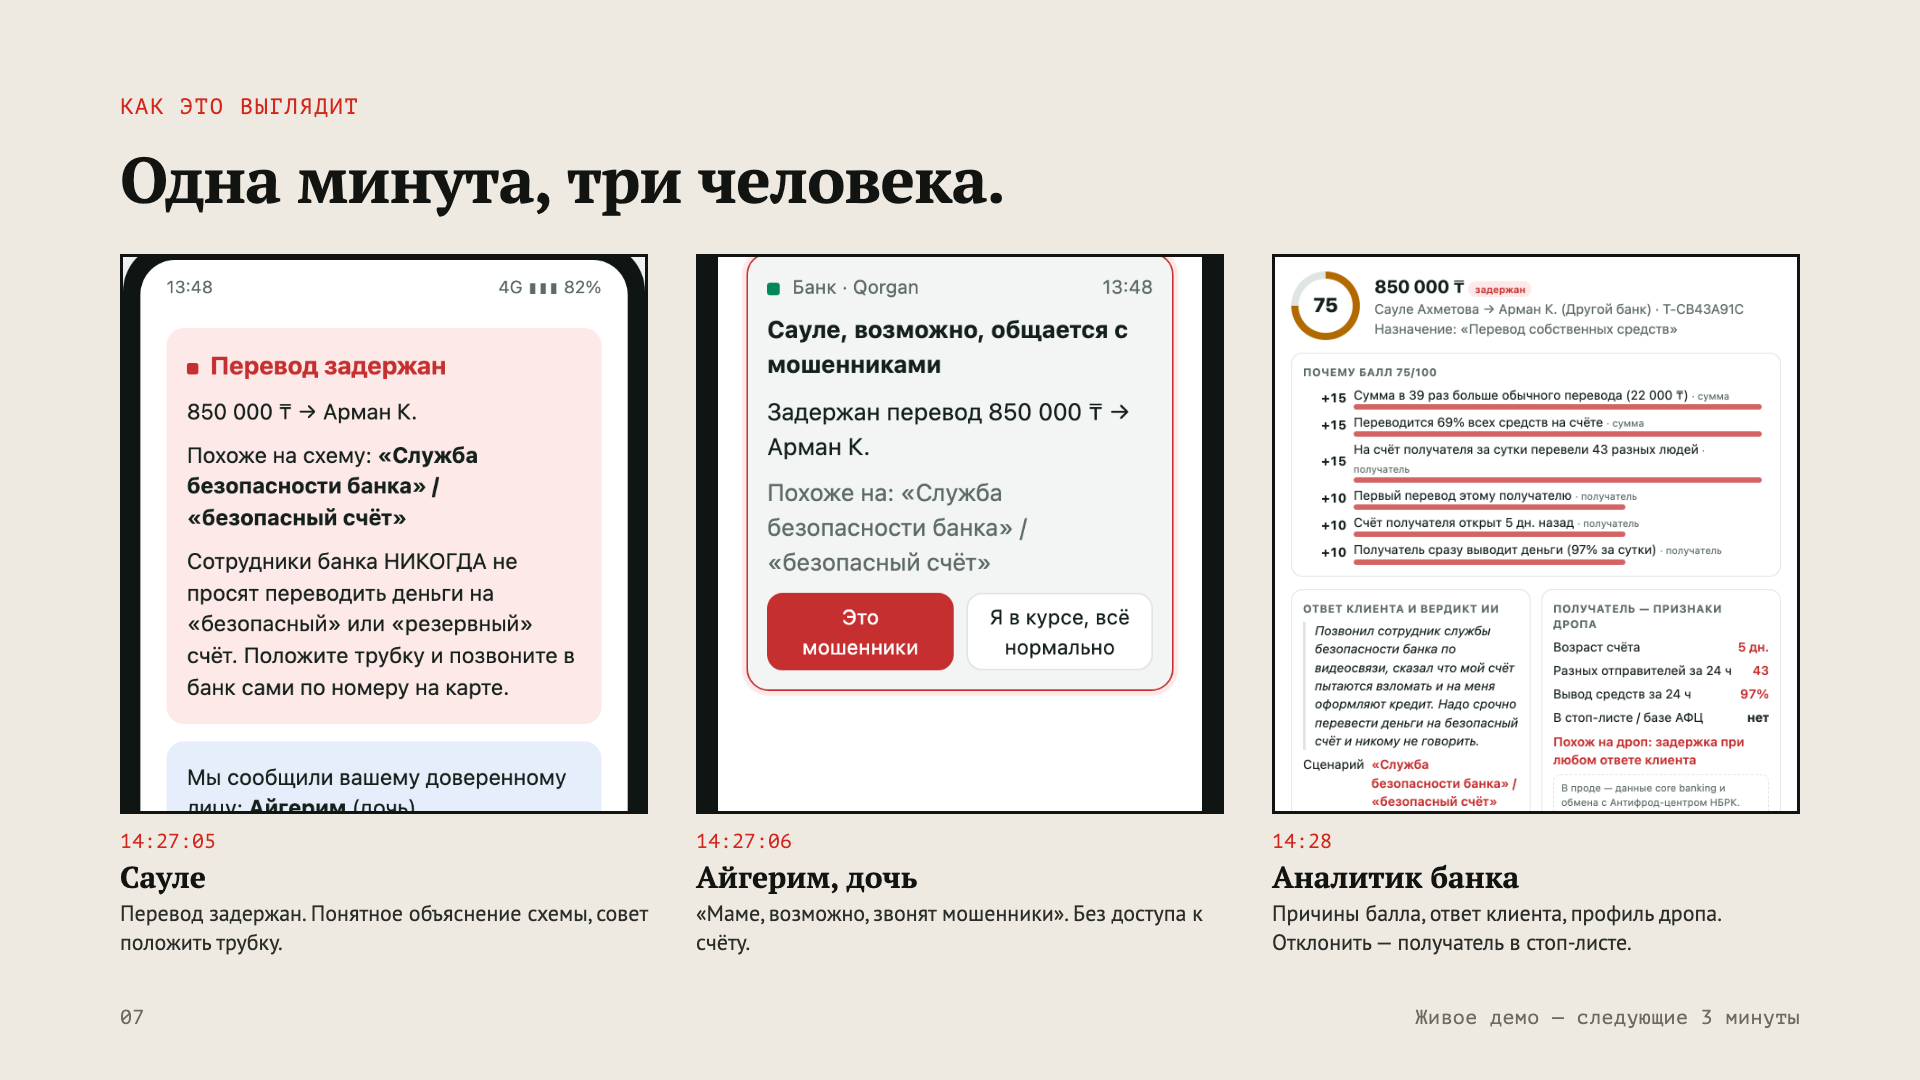 КАК ЭТО ВЫГЛЯДИТ
Одна минута, три человека.
13:48
4G 82%
Перевод задержан
850 000 ₸ → Арман К.
Похоже на схему: «Служба
безопасности банка» /
«безопасный счёт»
Сотрудники банка НИКОГДА не
просят переводить деньги на
«безопасный» или «резервный»
счёт. Положите трубку и позвоните в
банк сами по номеру на карте.
Мы сообщили вашему доверенному
лицу: Айгерим (дочь)
14:27:05
Сауле
Перевод задержан. Понятное объяснение схемы, совет
положить трубку.
Банк · Qorgan
13:48
Сауле, возможно, общается с
мошенниками
Задержан перевод 850 000 ₸ →
Арман К.
Похоже на: «Служба
безопасности банка» /
«безопасный счёт»
Это
мошенники
Я в курсе, всё
нормально
14:27:06
Айгерим, дочь
«Маме, возможно, звонят мошенники». Без доступа к
счёту.
75
850 000 ₸ задержан
Сауле Ахметова → Арман К. (Другой банк) · T-CB43A91C
Назначение: «Перевод собственных средств»
ПОЧЕМУ БАЛЛ 75/100
+15 Сумма в 39 раз больше обычного перевода (22 000 ₸) · сумма
+15 Переводится 69% всех средств на счёте · сумма
+15 На счёт получателя за сутки перевели 43 разных людей ·
получатель
+10 Первый перевод этому получателю · получатель
+10 Счёт получателя открыт 5 дн. назад · получатель
+10 Получатель сразу выводит деньги (97% за сутки) · получатель
ОТВЕТ КЛИЕНТА И ВЕРДИКТ ИИ
Позвонил сотрудник службы
безопасности банка по
видеосвязи, сказал что мой счёт
пытаются взломать и на меня
оформляют кредит. Надо срочно
перевести деньги на безопасный
счёт и никому не говорить.
Сценарий «Служба
безопасности банка» /
«безопасный счёт»
ПОЛУЧАТЕЛЬ — ПРИЗНАКИ
ДРОПА
Возраст счёта 5 дн.
Разных отправителей за 24 ч 43
Вывод средств за 24 ч 97%
В стоп-листе / базе АФЦ нет
Похож на дроп: задержка при
любом ответе клиента
В проде — данные core banking и
обмена с Антифрод-центром НБРК.
14:28
Аналитик банка
Причины балла, ответ клиента, профиль дропа.
Отклонить — получатель в стоп-листе.
07
Живое демо — следующие 3 минуты